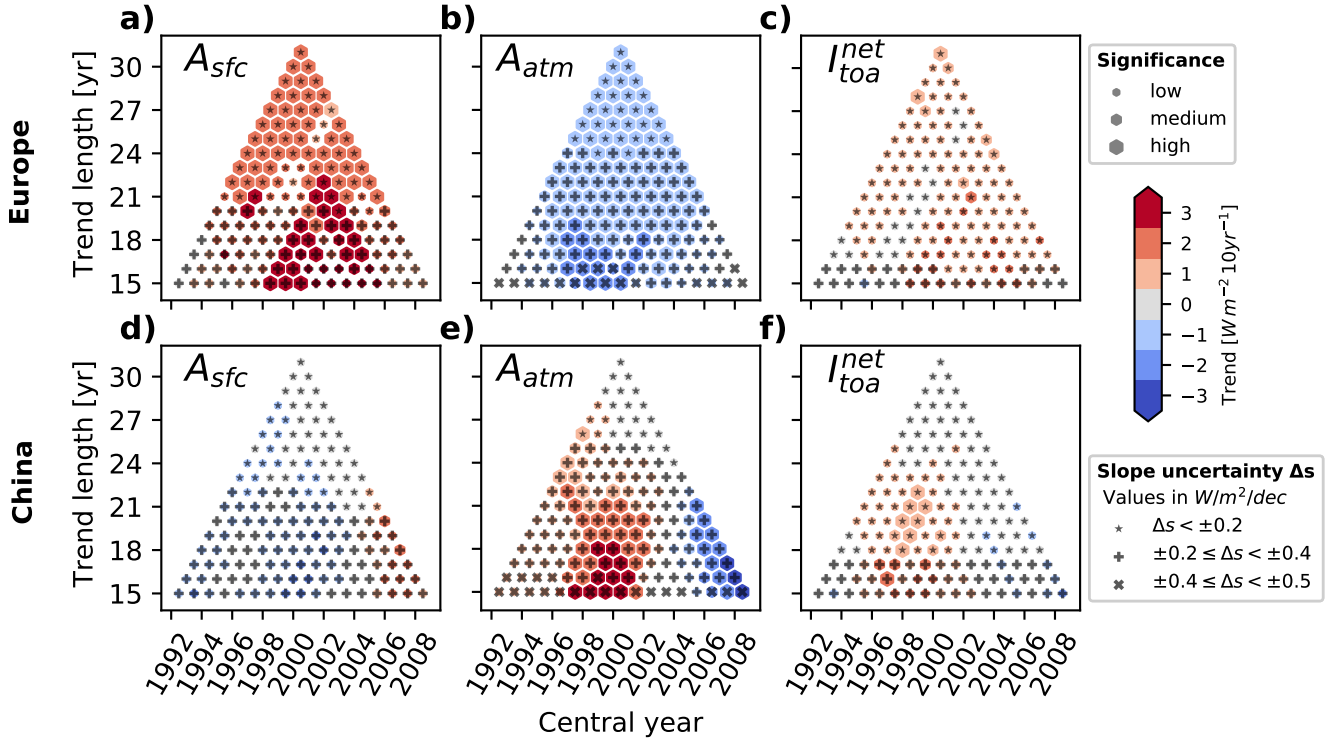 a)
b)
c)
Europe
Trend length [yr]
30
27
24
21
18
15
A_sfc
A_atm
I_toa^net
Significance
low
medium
high
3
2
1
0
−1
−2
−3
Trend [W m⁻² 10yr⁻¹]
d)
e)
f)
China
Trend length [yr]
30
27
24
21
18
15
A_sfc
A_atm
I_toa^net
Slope uncertainty Δs
Values in W/m²/dec
Δs < ±0.2
±0.2 ≤ Δs < ±0.4
±0.4 ≤ Δs < ±0.5
1992 1994 1996 1998 2000 2002 2004 2006 2008
1992 1994 1996 1998 2000 2002 2004 2006 2008
1992 1994 1996 1998 2000 2002 2004 2006 2008
Central year